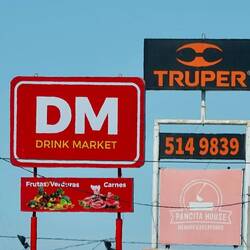 DM
DRINK MARKET
Frutas/Verduras
Carnes
TRUPER
514 9839
PANCITA HOUSE